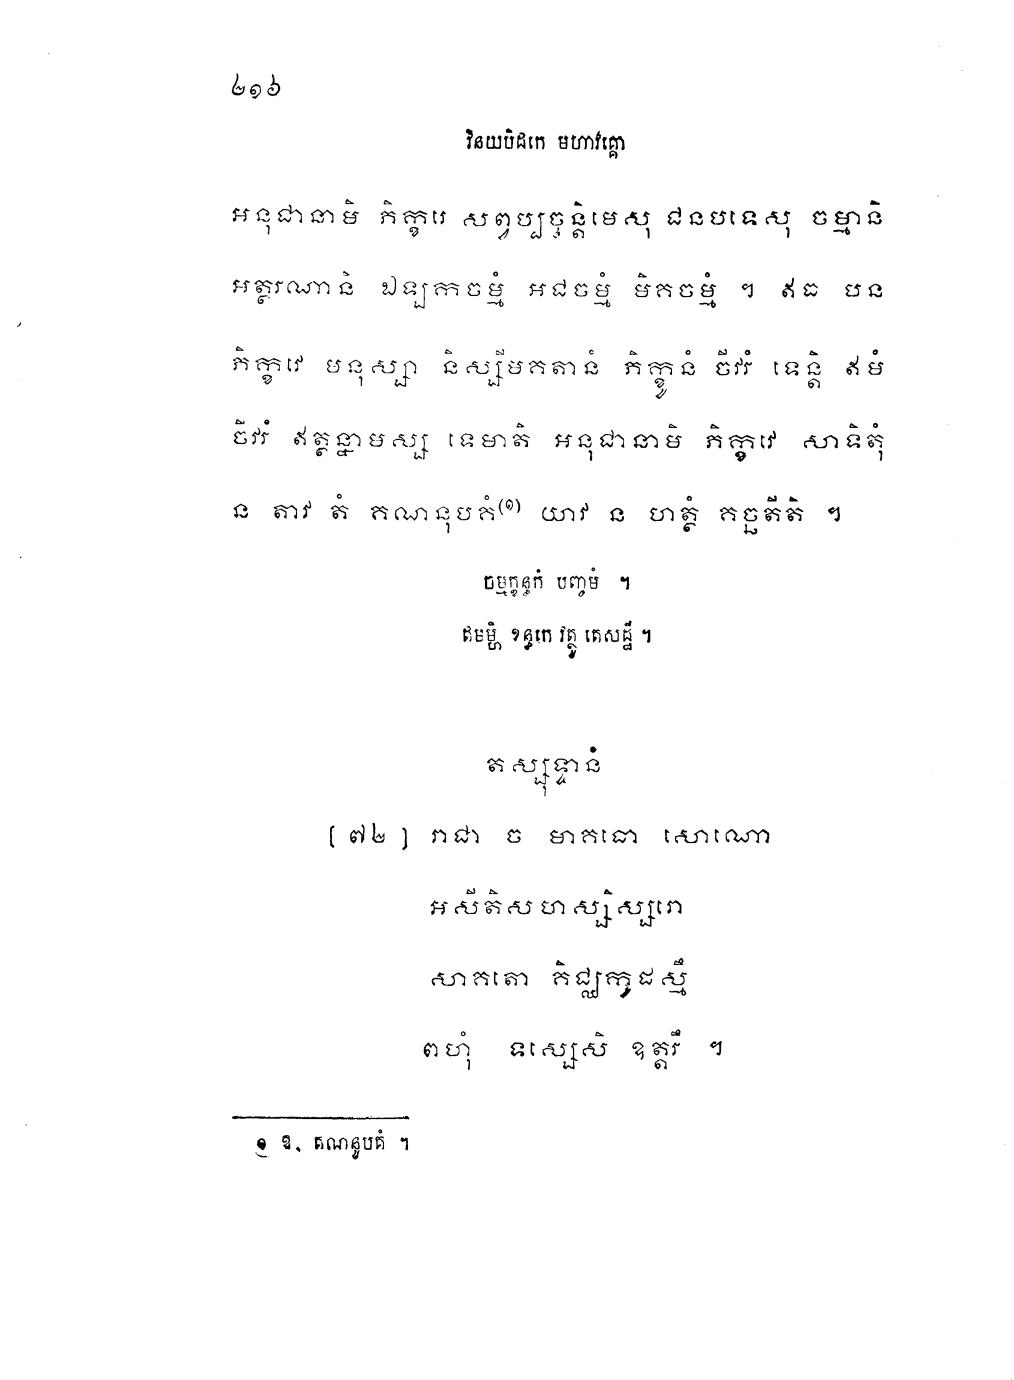 ២១៦
វិនយបិដកេ មហាវគ្គោ
អនុជានាមិ ភិក្ខវេ សព្វប្បច្ចន្តិមេសុ ជនបទេសុ ចម្មានិ
អត្ថរណានិ ឯឡកចម្មំ អជចម្មំ មិគចម្មំ ។ ឥធ បន
ភិក្ខវេ មនុស្សា និស្សីមគតានំ ភិក្ខូនំ ចីវរំ ទេន្តិ ឥមំ
ចីវរំ ឥត្ថន្នាមស្ស ទេមាតិ អនុជានាមិ ភិក្ខវេ សាទិតុំ
ន តាវ តំ គណនុបគំ(១) យាវ ន ហត្ថំ គច្ឆតីតិ ។
ចម្មក្ខន្ធកំ បញ្ចមំ ។
ឥមម្ហិ ខន្ធកេ វត្ថូ តេសដ្ឋី ។
តស្សុទ្ទានំ
[ ៧២ ] រាជា ច មាគធោ សោណោ
អសីតិសហស្សិស្សរោ
សាគតោ គិជ្ឈកូដស្មឹ
ពហុំ ទស្សេសិ ឧត្តរឹ ។
១ ឱ. គណនូបគំ ។